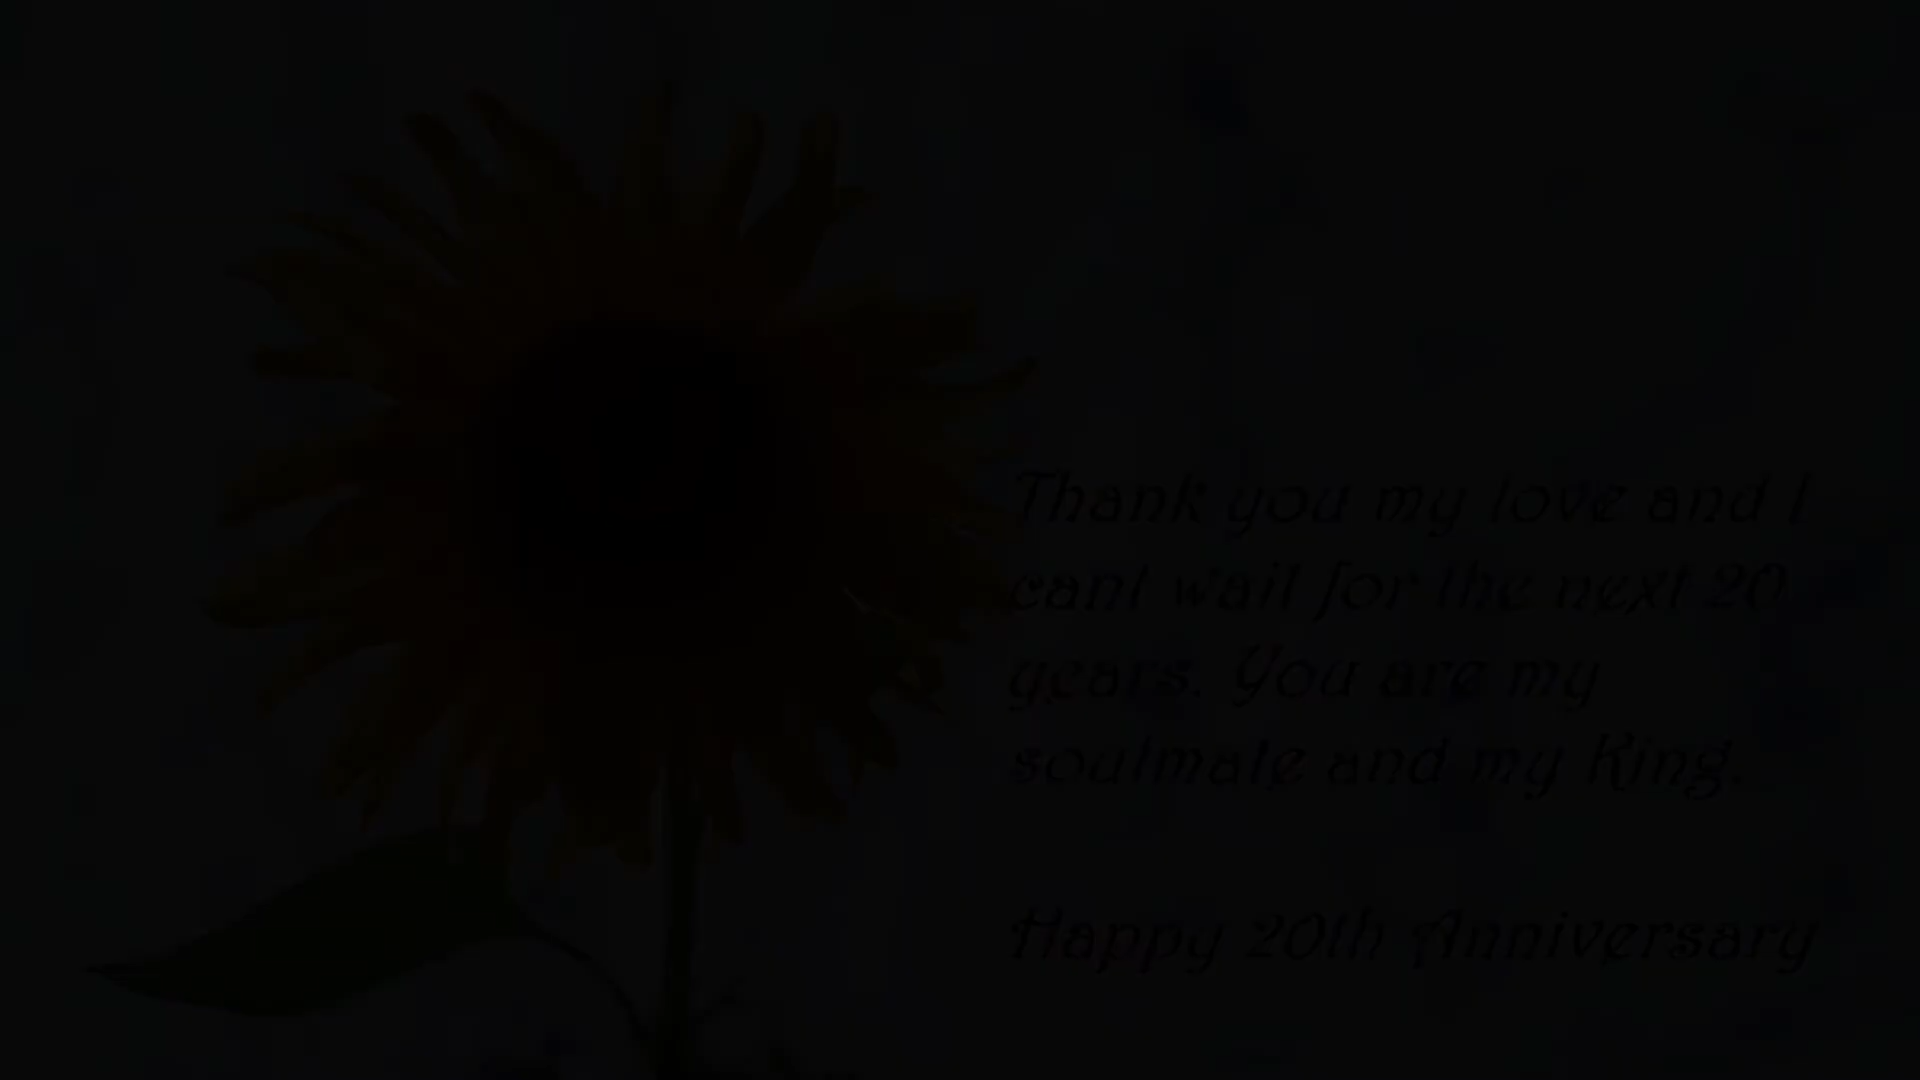 Thank you my love and I
cant wait for the next 20
years. You are my
soulmate and my King.
Happy 20th Anniversary